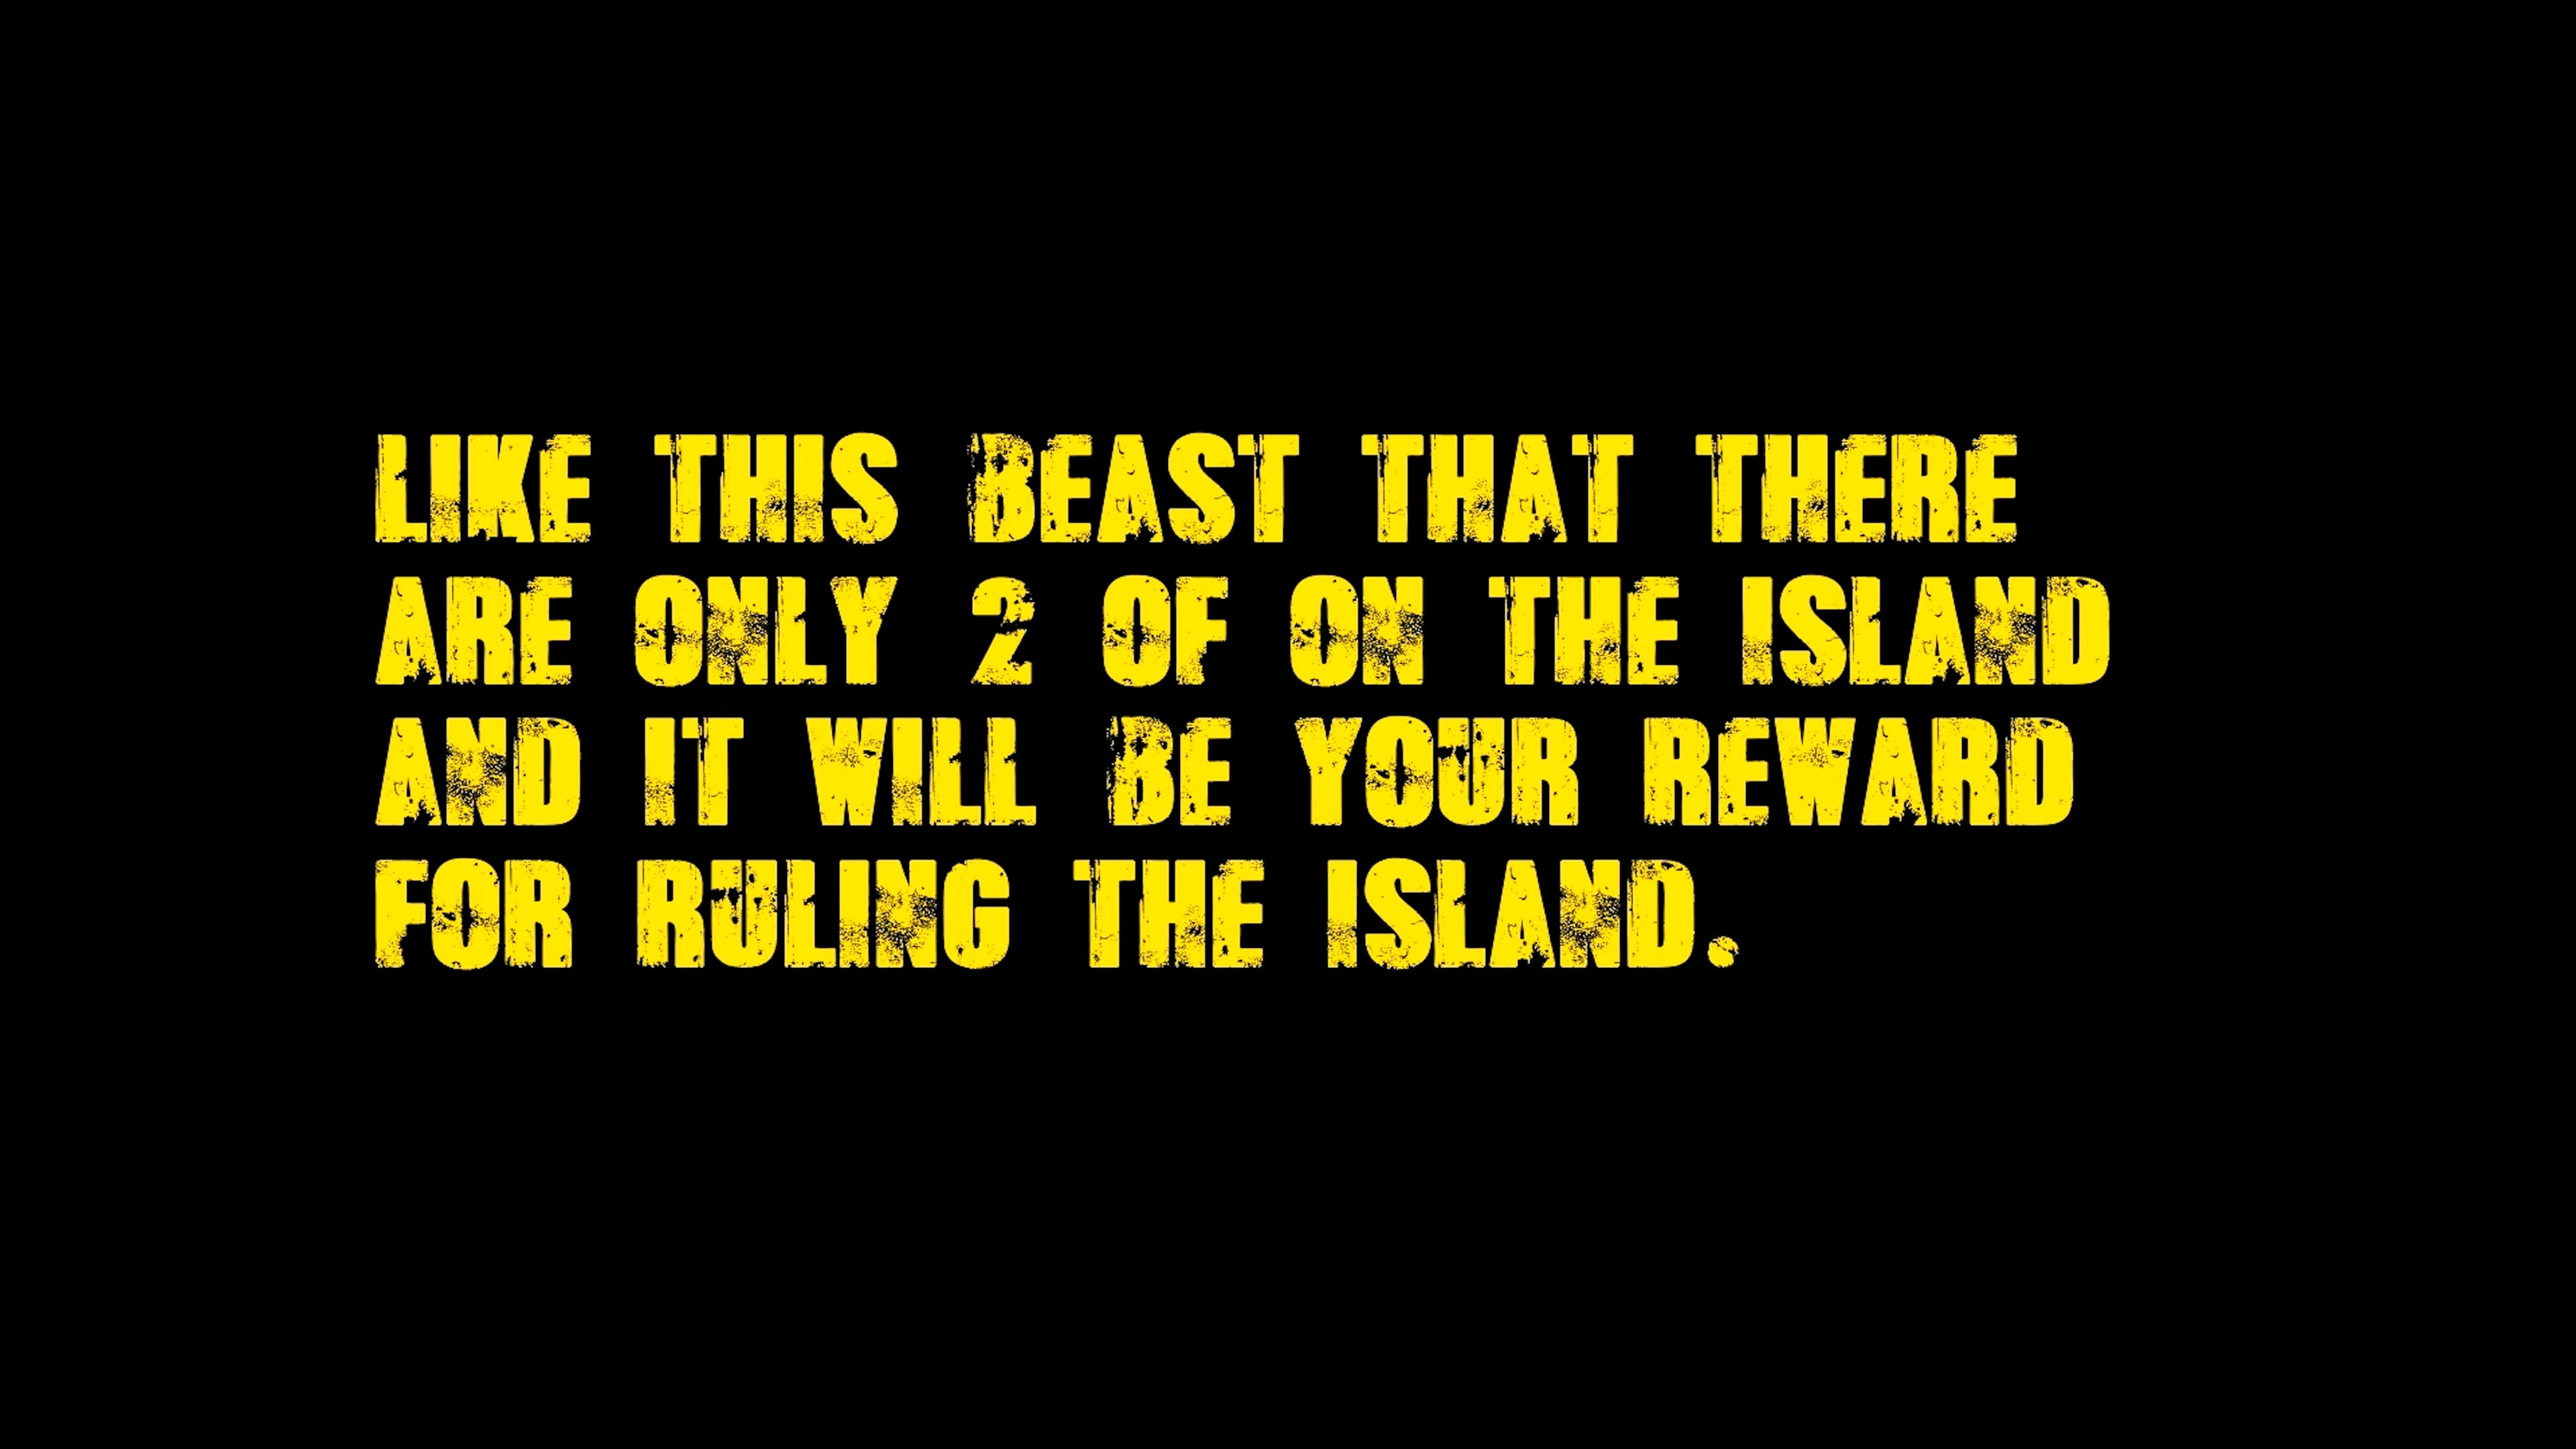 LIKE THIS BEAST THAT THERE
ARE ONLY 2 OF ON THE ISLAND
AND IT WILL BE YOUR REWARD
FOR RULING THE ISLAND.